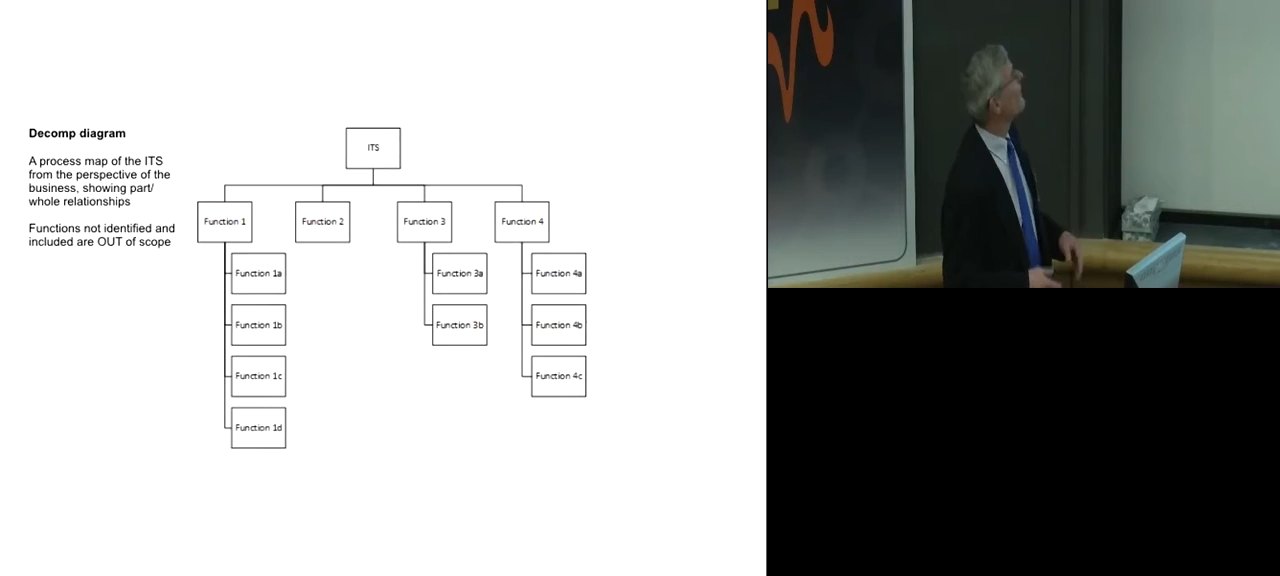 Decomp diagram
A process map of the ITS
from the perspective of the
business, showing part/
whole relationships
Functions not identified and
included are OUT of scope
ITS
Function 1
Function 2
Function 3
Function 4
Function 1a
Function 3a
Function 4a
Function 1b
Function 3b
Function 4b
Function 1c
Function 4c
Function 1d